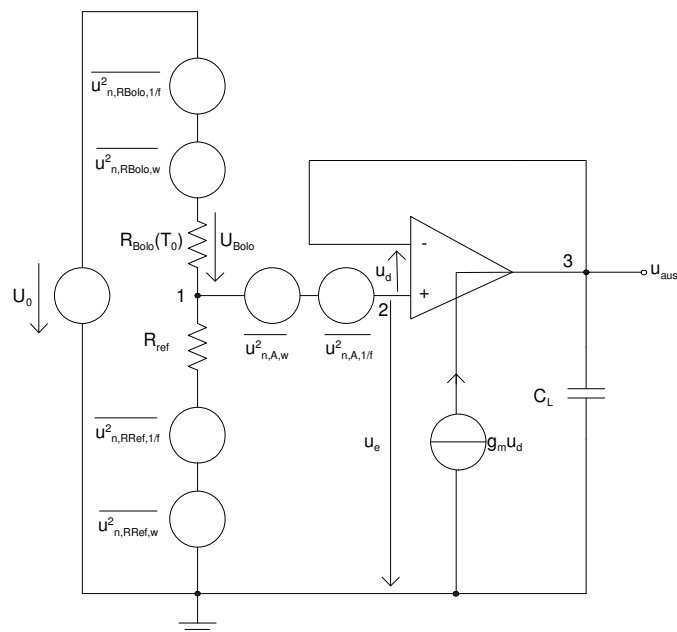 u²n,RBolo,1/f
u²n,RBolo,w
RBolo(T0)
UBolo
U0
1
Rref
u²n,A,w
u²n,A,1/f
ud
2
-
+
3
uaus
CL
ue
gmud
u²n,RRef,1/f
u²n,RRef,w